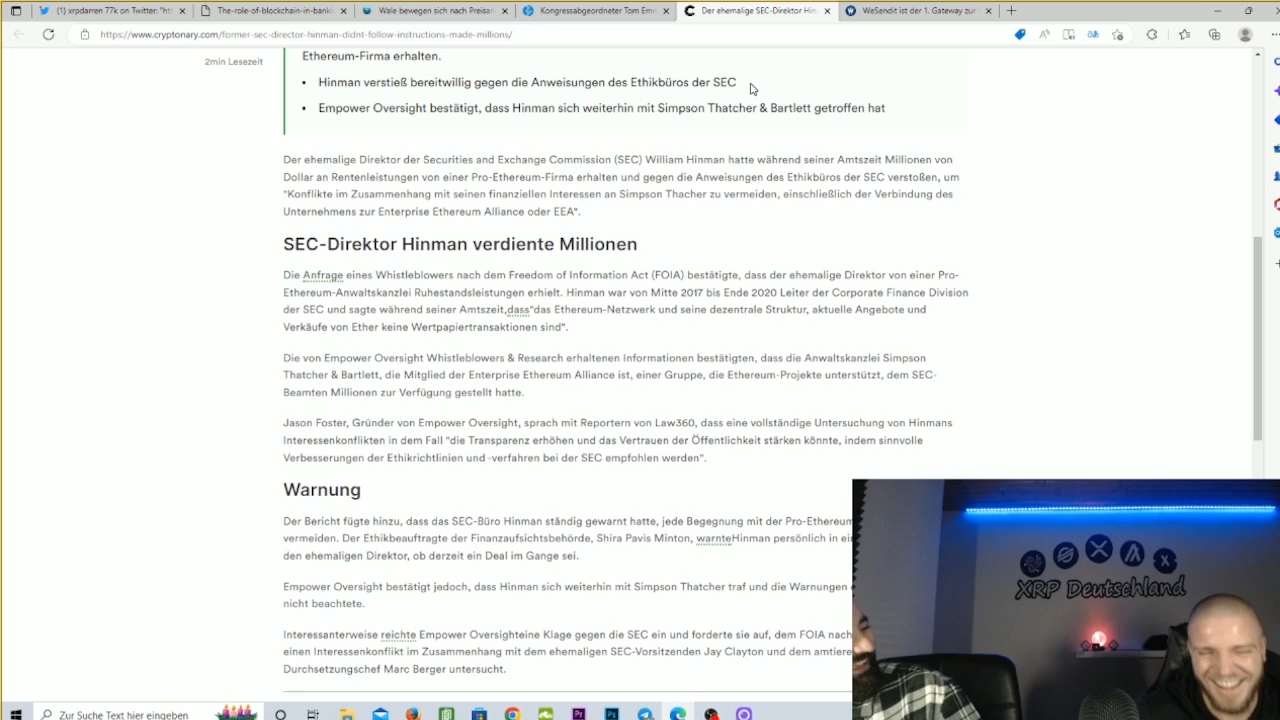 (1) xrpdarren 77k on Twitter: "htt
The-role-of-blockchain-in-banki
Wale bewegen sich nach Preisan
Kongressabgeordneter Tom Emm
Der ehemalige SEC-Direktor Hin
WeSendit ist der 1. Gateway zur
https://www.cryptonary.com/former-sec-director-hinman-didnt-follow-instructions-made-millions/
2min Lesezeit
Ethereum-Firma erhalten.
• Hinman verstieß bereitwillig gegen die Anweisungen des Ethikbüros der SEC
• Empower Oversight bestätigt, dass Hinman sich weiterhin mit Simpson Thatcher & Bartlett getroffen hat
Der ehemalige Direktor der Securities and Exchange Commission (SEC) William Hinman hatte während seiner Amtszeit Millionen von
Dollar an Rentenleistungen von einer Pro-Ethereum-Firma erhalten und gegen die Anweisungen des Ethikbüros der SEC verstoßen, um
"Konflikte im Zusammenhang mit seinen finanziellen Interessen an Simpson Thacher zu vermeiden, einschließlich der Verbindung des
Unternehmens zur Enterprise Ethereum Alliance oder EEA".
SEC-Direktor Hinman verdiente Millionen
Die Anfrage eines Whistleblowers nach dem Freedom of Information Act (FOIA) bestätigte, dass der ehemalige Direktor von einer Pro-
Ethereum-Anwaltskanzlei Ruhestandsleistungen erhielt. Hinman war von Mitte 2017 bis Ende 2020 Leiter der Corporate Finance Division
der SEC und sagte während seiner Amtszeit,dass"das Ethereum-Netzwerk und seine dezentrale Struktur, aktuelle Angebote und
Verkäufe von Ether keine Wertpapiertransaktionen sind".
Die von Empower Oversight Whistleblowers & Research erhaltenen Informationen bestätigten, dass die Anwaltskanzlei Simpson
Thatcher & Bartlett, die Mitglied der Enterprise Ethereum Alliance ist, einer Gruppe, die Ethereum-Projekte unterstützt, dem SEC-
Beamten Millionen zur Verfügung gestellt hatte.
Jason Foster, Gründer von Empower Oversight, sprach mit Reportern von Law360, dass eine vollständige Untersuchung von Hinmans
Interessenkonflikten in dem Fall "die Transparenz erhöhen und das Vertrauen der Öffentlichkeit stärken könnte, indem sinnvolle
Verbesserungen der Ethikrichtlinien und -verfahren bei der SEC empfohlen werden".
Warnung
Der Bericht fügte hinzu, dass das SEC-Büro Hinman ständig gewarnt hatte, jede Begegnung mit der Pro-Ethereum
vermeiden. Der Ethikbeauftragte der Finanzaufsichtsbehörde, Shira Pavis Minton, warnteHinman persönlich in ei
den ehemaligen Direktor, ob derzeit ein Deal im Gange sei.
Empower Oversight bestätigt jedoch, dass Hinman sich weiterhin mit Simpson Thatcher traf und die Warnungen
nicht beachtete.
Interessanterweise reichte Empower Oversighteine Klage gegen die SEC ein und forderte sie auf, dem FOIA nach
einen Interessenkonflikt im Zusammenhang mit dem ehemaligen SEC-Vorsitzenden Jay Clayton und dem amtiere
Durchsetzungschef Marc Berger untersucht.
XRP Deutschland
Zur Suche Text hier eingeben